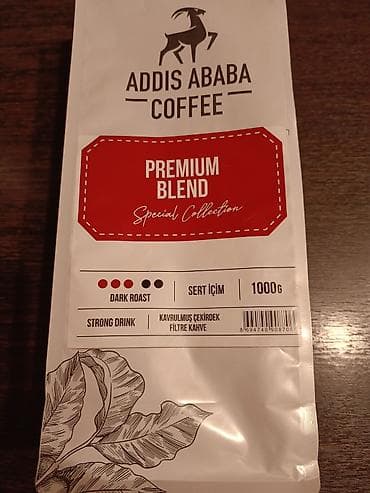 ADDIS ABABA
COFFEE
PREMIUM
BLEND
Special Collection
DARK ROAST
SERT İÇİM
1000G
STRONG DRINK
KAVRULMUŞ ÇEKİRDEK
FİLTRE KAHVE